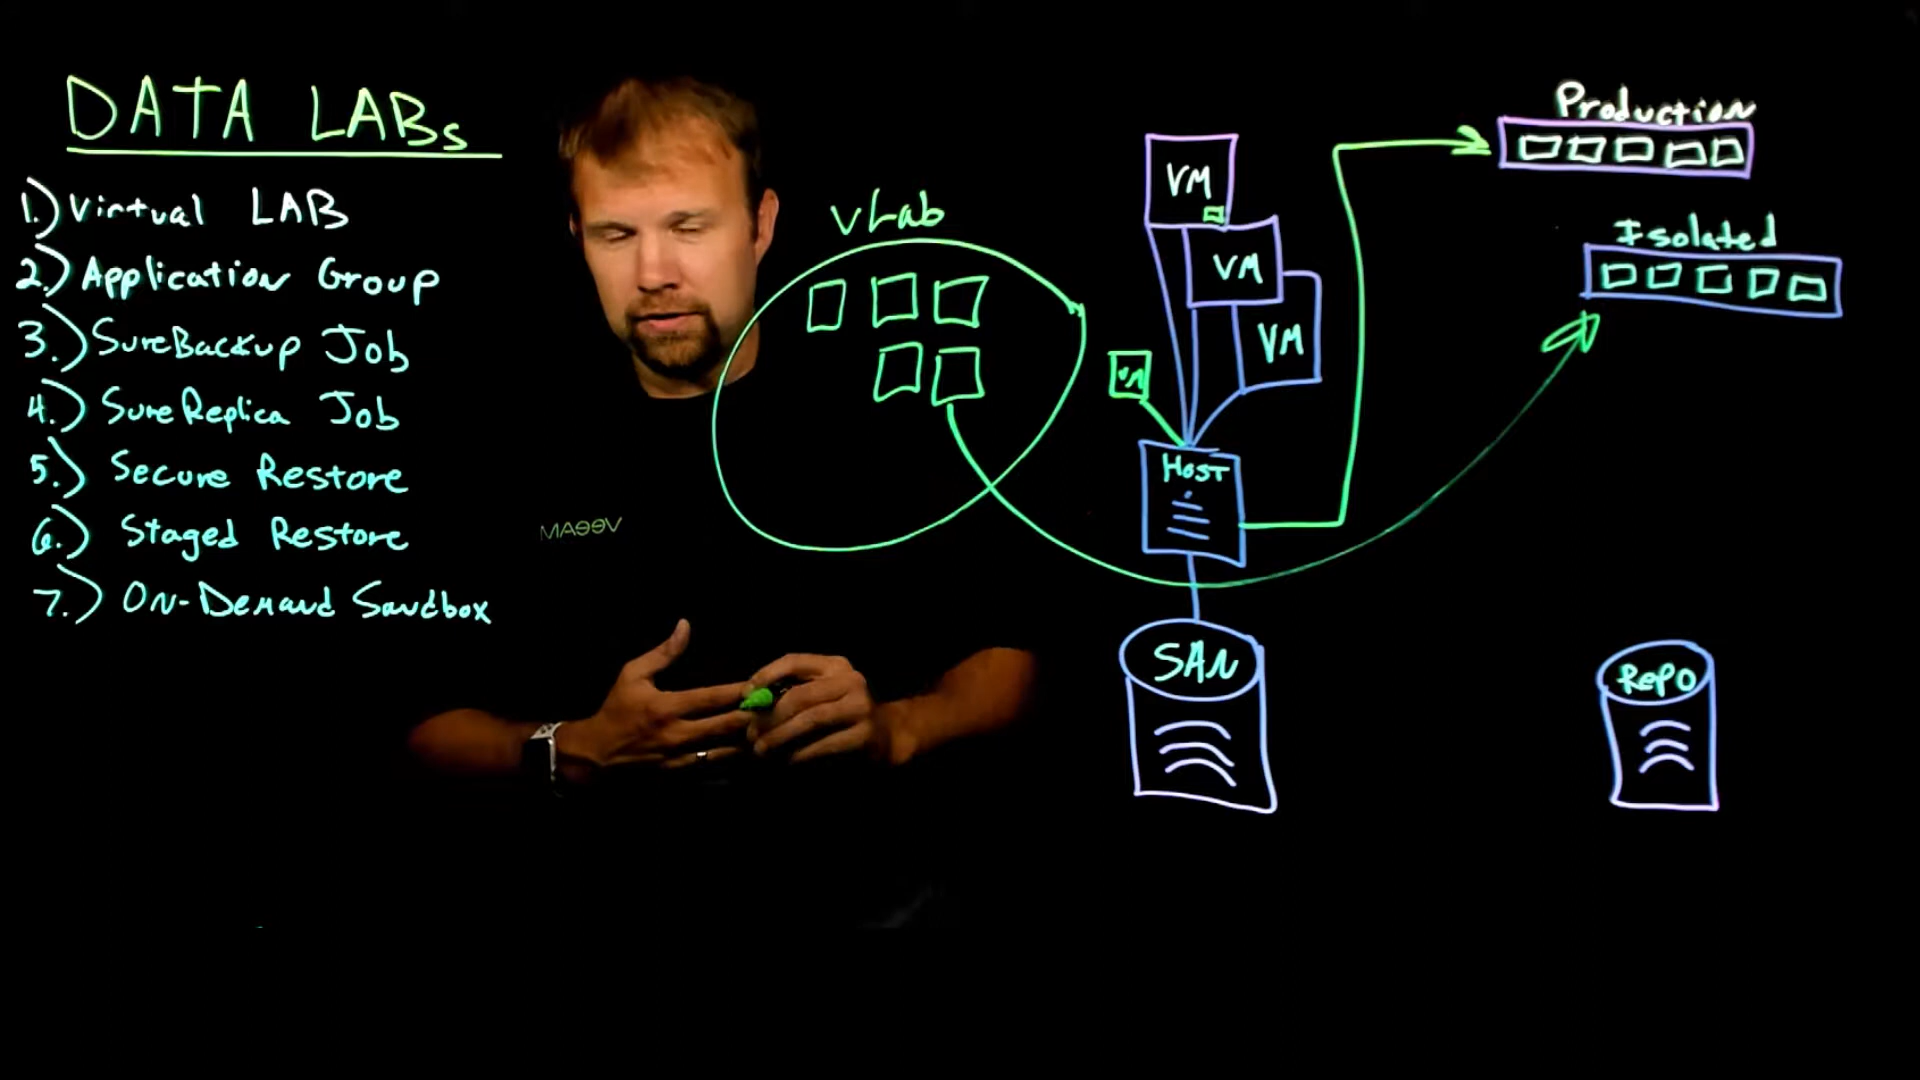 DATA LABs
1.) Virtual LAB
2.) Application Group
3.) SureBackup Job
4.) SureReplica Job
5.) Secure Restore
6.) Staged Restore
7.) On-Demand Sandbox
VeeAM
vLab
VM
VM
VM
VM
HOST
SAN
Production
Isolated
RePO